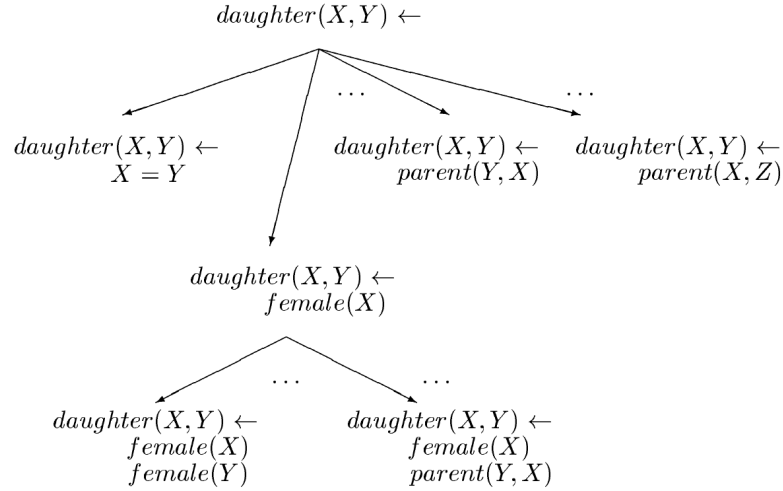 daughter(X, Y) ←
... ...
daughter(X, Y) ← daughter(X, Y) ← daughter(X, Y) ←
X = Y parent(Y, X) parent(X, Z)
daughter(X, Y) ←
female(X)
... ...
daughter(X, Y) ← daughter(X, Y) ←
female(X) female(X)
female(Y) parent(Y, X)